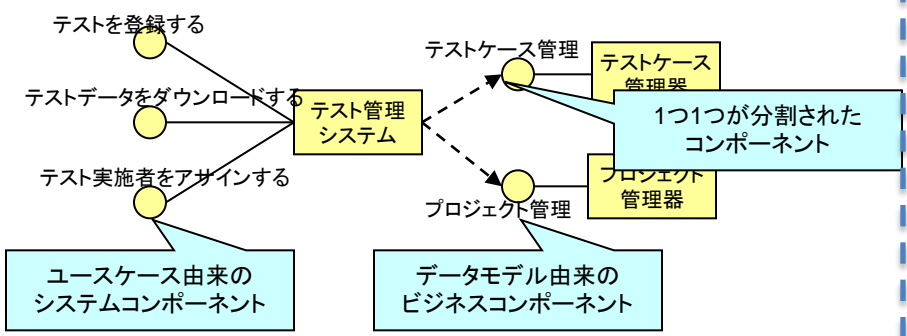 テストを登録する
テストケース管理
テストケース
管理器
テストデータをダウンロードする
テスト管理
システム
1つ1つが分割された
コンポーネント
テスト実施者をアサインする
プロジェクト
管理器
プロジェクト管理
ユースケース由来の
システムコンポーネント
データモデル由来の
ビジネスコンポーネント